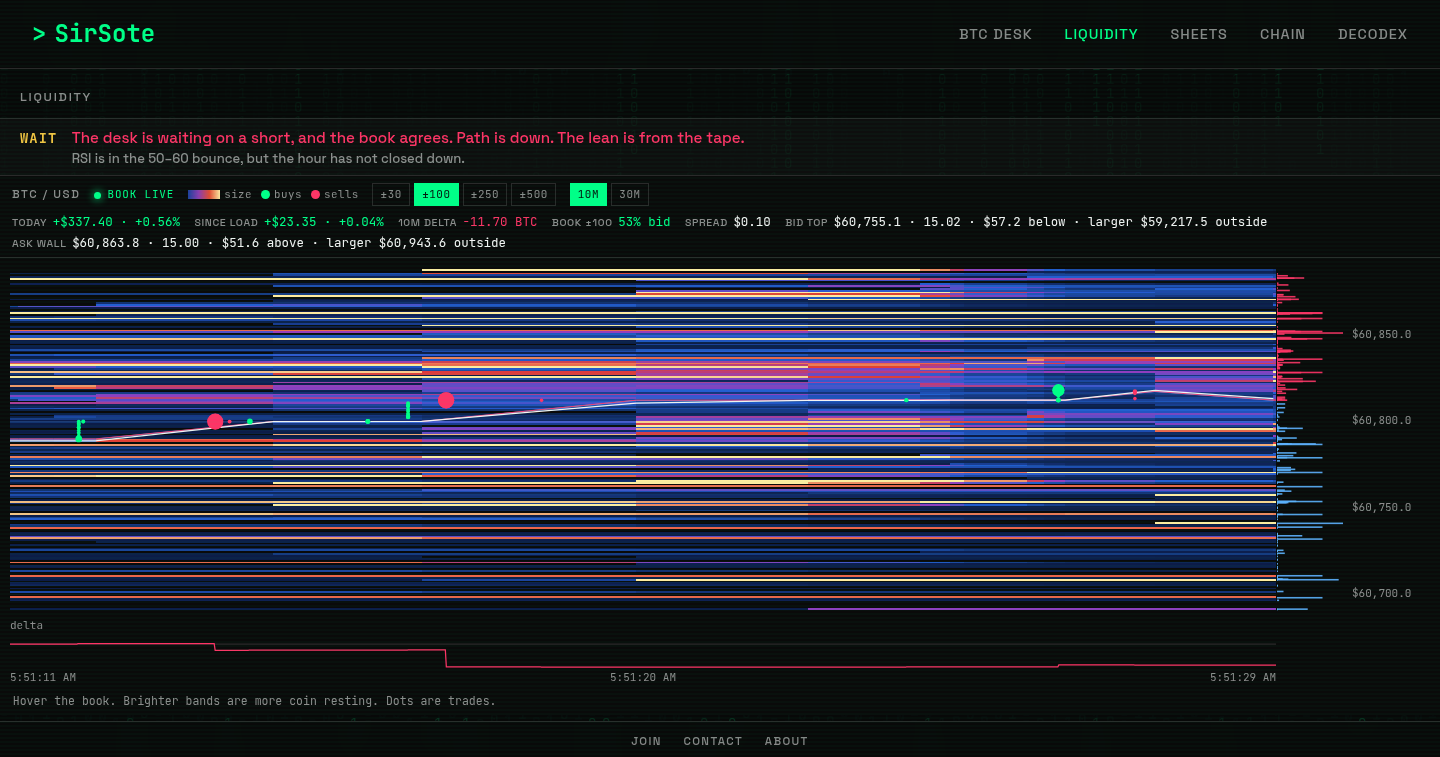 > SirSote
BTC DESK LIQUIDITY SHEETS CHAIN DECODEX
LIQUIDITY
WAIT The desk is waiting on a short, and the book agrees. Path is down. The lean is from the tape.
RSI is in the 50–60 bounce, but the hour has not closed down.
BTC / USD BOOK LIVE size buys sells ±30 ±100 ±250 ±500 10M 30M
TODAY +$337.40 · +0.56% SINCE LOAD +$23.35 · +0.04% 10M DELTA -11.70 BTC BOOK ±100 53% bid SPREAD $0.10 BID TOP $60,755.1 · 15.02 · $57.2 below · larger $59,217.5 outside
ASK WALL $60,863.8 · 15.00 · $51.6 above · larger $60,943.6 outside
$60,850.0
$60,800.0
$60,750.0
$60,700.0
delta
5:51:11 AM 5:51:20 AM 5:51:29 AM
Hover the book. Brighter bands are more coin resting. Dots are trades.
JOIN CONTACT ABOUT